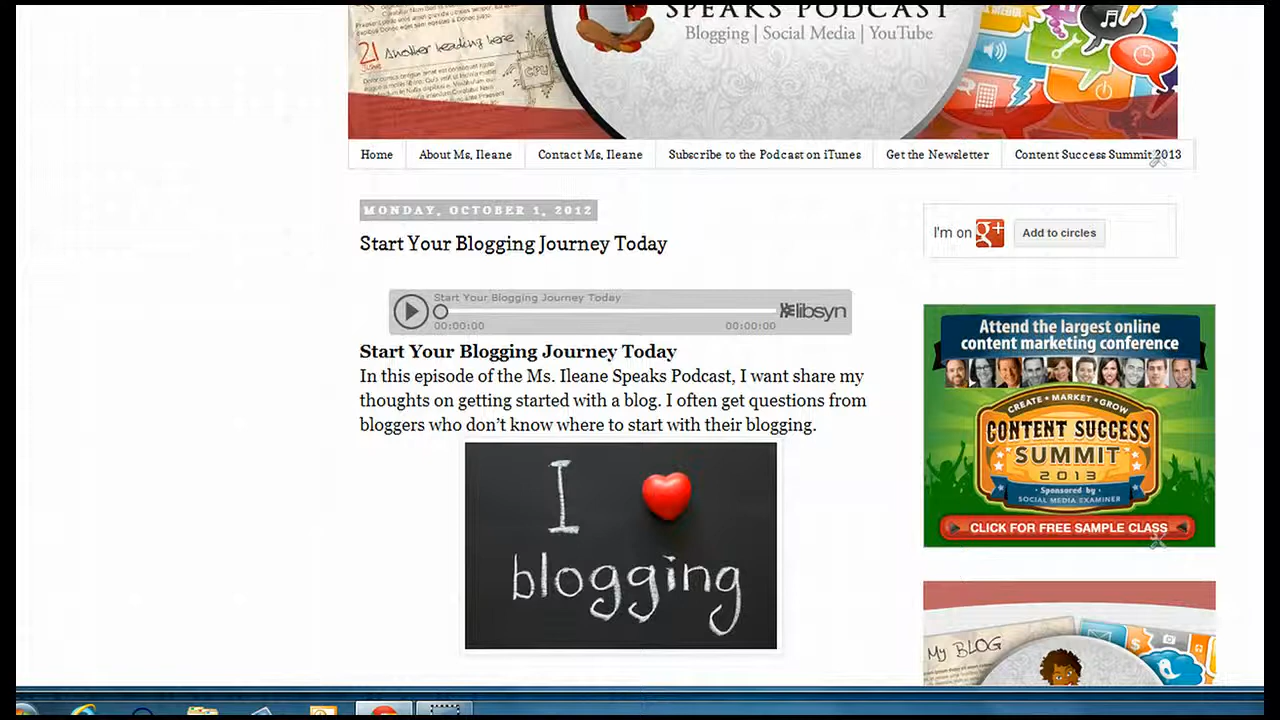 SPEAKS PODCAST
Blogging | Social Media | YouTube
21 Another heading here
CPU
Home About Ms, Ileane Contact Ms, Ileane Subscribe to the Podcast on iTunes Get the Newsletter Content Success Summit 2013
MONDAY, OCTOBER 1, 2012
Start Your Blogging Journey Today
I'm on g+ Add to circles
Start Your Blogging Journey Today
libsyn
00:00:00 00:00:00
Start Your Blogging Journey Today
In this episode of the Ms. Ileane Speaks Podcast, I want share my
thoughts on getting started with a blog. I often get questions from
bloggers who don't know where to start with their blogging.
I
blogging
Attend the largest online
content marketing conference
CREATE • MARKET • GROW
CONTENT SUCCESS
SUMMIT
2013
• Sponsored by •
SOCIAL MEDIA EXAMINER
CLICK FOR FREE SAMPLE CLASS
My BLOG